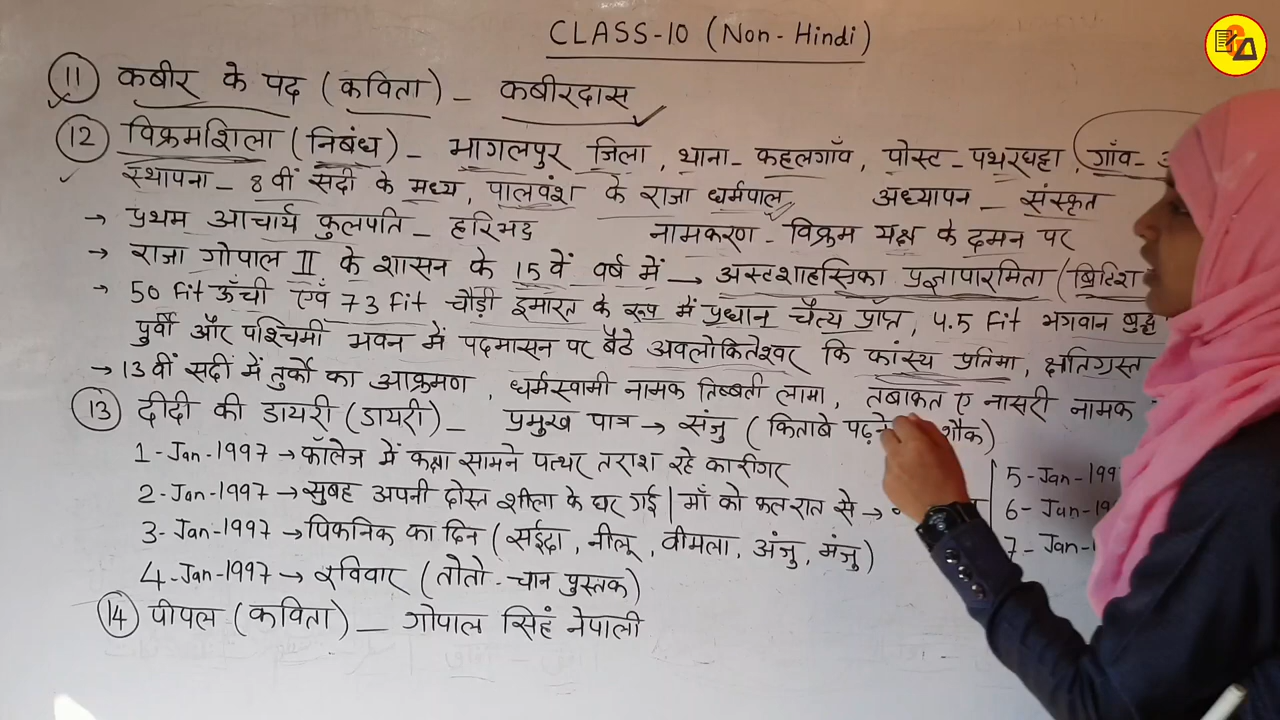 CLASS-10 (Non-Hindi)
11 कबीर के पद (कविता) - कबीरदास
12 विक्रमशिला (निबंध) - भागलपुर जिला, थाना - कहलगाँव, पोस्ट - पथरघट्टा, गाँव-
स्थापना - 8वीं सदी के मध्य, पालवंश के राजा धर्मपाल अध्यापन - संस्कृत
→ प्रथम आचार्य कुलपति - हरिभद्र नामकरण - विक्रम यक्ष के दमन पर
→ राजा गोपाल II के शासन के 15 वें वर्ष में → अस्टशाहस्त्रिका प्रज्ञापारमिता (ब्रिटिश
→ 50 Fit ऊँची एवं 73 Fit चौड़ी इमारत के रूप में प्रधान चैत्य प्राप्त, 4.5 Fit भगवान बुद्ध
पुर्वी और पश्चिमी भवन में पदमासन पर बैठे अवलोकितेश्वर कि कांस्य प्रतिमा, क्षतिग्रस्त
→ 13वीं सदी में तुर्को का आक्रमण, धर्मस्वामी नामक तिब्बती लामा, तबाकत ए नासरी नामक
13 दीदी की डायरी (डायरी) - प्रमुख पात्र → संजु (किताबे पढ़ने शौक)
1-Jan-1997 → कॉलेज में कक्षा सामने पत्थर तराश रहे कारीगर
2-Jan-1997 → सुबह अपनी दोस्त शीला के घर गई | माँ को कल रात से →
3-Jan-1997 → पिकनिक का दिन (सईदा, नीलू, वीमला, अंजु, मंजु)
4-Jan-1997 → रविवार (तोतो-चान पुस्तक)
5-Jan-199
6-Jan-19
7-Jan-
14 पीपल (कविता) - गोपाल सिहं नेपाली